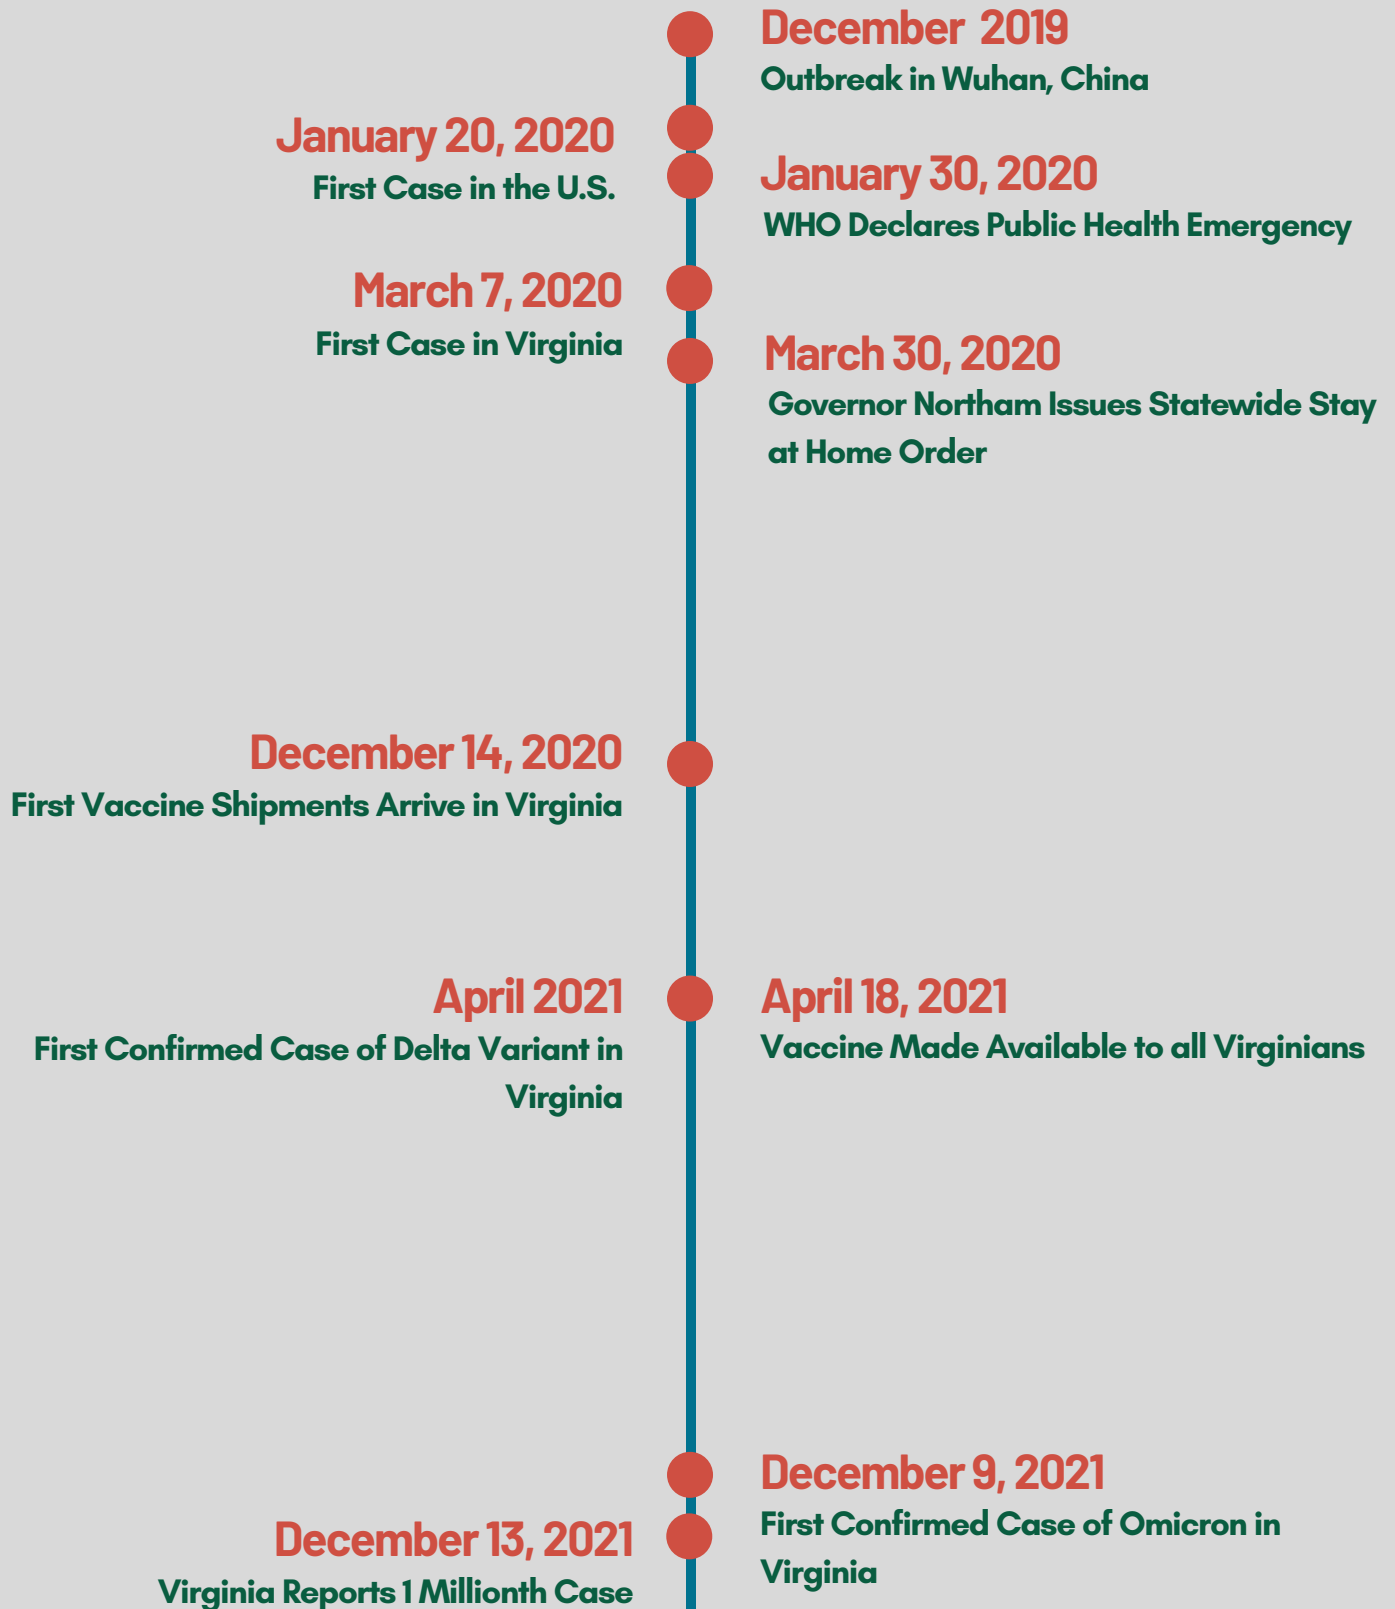 December 2019
Outbreak in Wuhan, China
January 20, 2020
First Case in the U.S.
January 30, 2020
WHO Declares Public Health Emergency
March 7, 2020
First Case in Virginia
March 30, 2020
Governor Northam Issues Statewide Stay
at Home Order
December 14, 2020
First Vaccine Shipments Arrive in Virginia
April 2021
First Confirmed Case of Delta Variant in
Virginia
April 18, 2021
Vaccine Made Available to all Virginians
December 9, 2021
First Confirmed Case of Omicron in
Virginia
December 13, 2021
Virginia Reports 1 Millionth Case